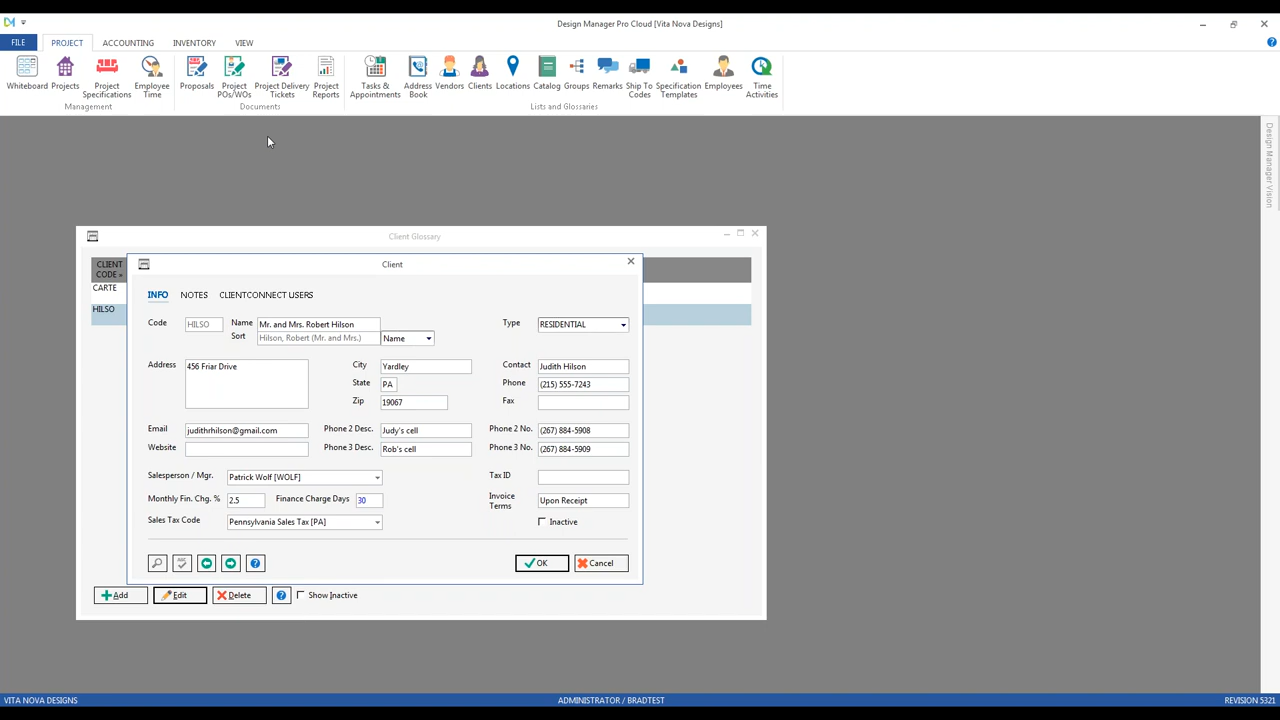 Design Manager Pro Cloud [Vita Nova Designs]
FILE PROJECT ACCOUNTING INVENTORY VIEW
Whiteboard Projects Project Specifications Employee Time Proposals Project POs/WOs Project Delivery Tickets Project Reports Tasks & Appointments Address Book Vendors Clients Locations Catalog Groups Remarks Ship To Codes Specification Templates Employees Time Activities
Management Documents Lists and Glossaries
Design Manager Vision
Client Glossary
CLIENT CODE
CARTE
HILSO
Client
INFO NOTES CLIENTCONNECT USERS
Code HILSO Name Mr. and Mrs. Robert Hilson Type RESIDENTIAL
Sort Hilson, Robert (Mr. and Mrs.) Name
Address 456 Friar Drive City Yardley Contact Judith Hilson
State PA Phone (215) 555-7243
Zip 19067 Fax
Email judithrhilson@gmail.com Phone 2 Desc. Judy's cell Phone 2 No. (267) 884-5908
Website Phone 3 Desc. Rob's cell Phone 3 No. (267) 884-5909
Salesperson / Mgr. Patrick Wolf [WOLF] Tax ID
Monthly Fin. Chg. % 2.5 Finance Charge Days 30 Invoice Terms Upon Receipt
Sales Tax Code Pennsylvania Sales Tax [PA] Inactive
OK Cancel
Add Edit Delete Show Inactive
VITA NOVA DESIGNS ADMINISTRATOR / BRADTEST REVISION 5321